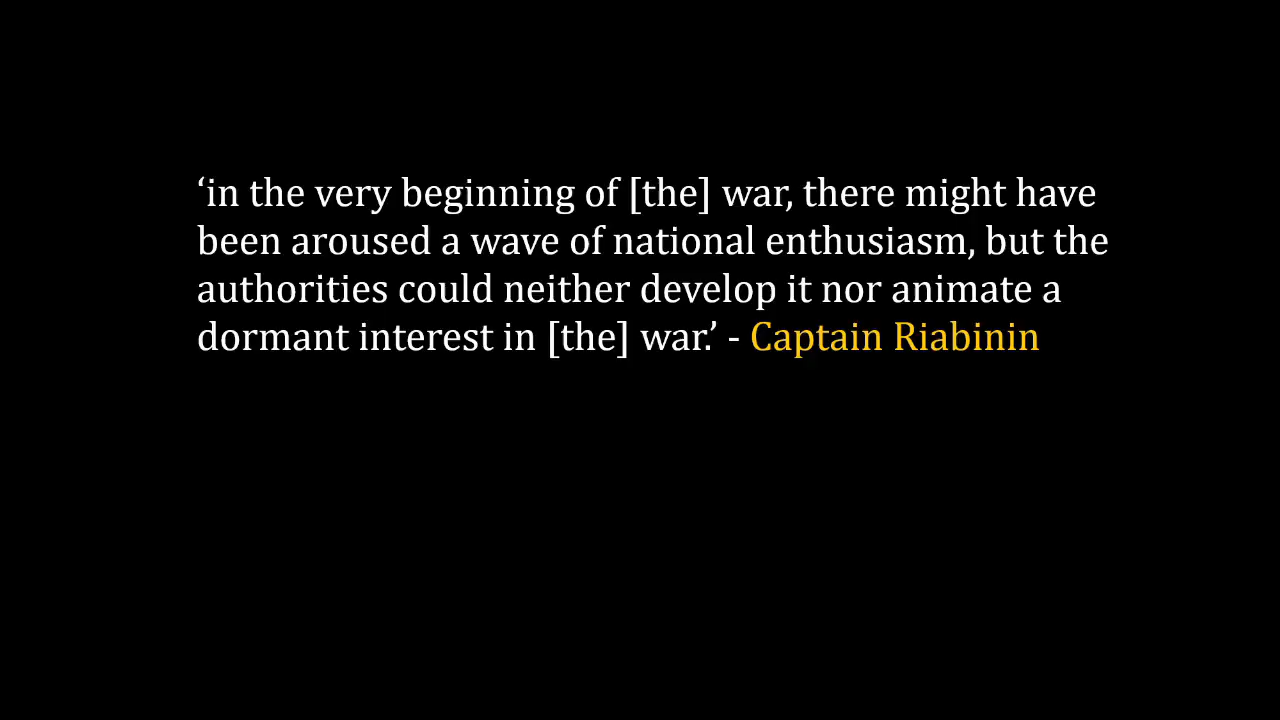 ‘in the very beginning of [the] war, there might have
been aroused a wave of national enthusiasm, but the
authorities could neither develop it nor animate a
dormant interest in [the] war.’ - Captain Riabinin